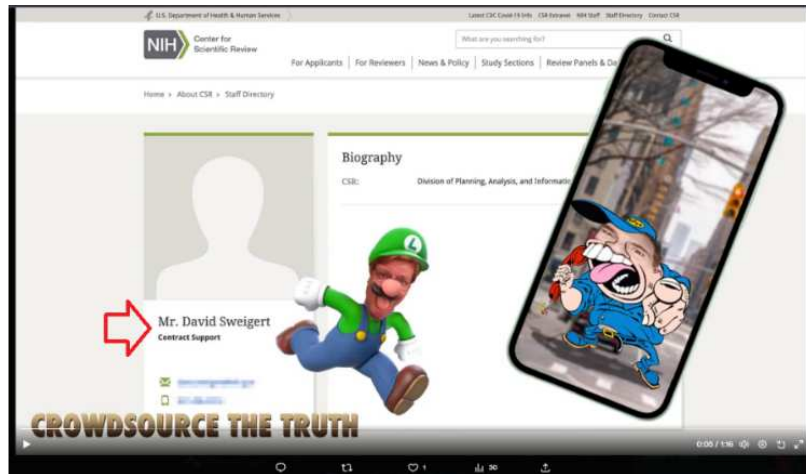 U.S. Department of Health & Human Services
Latest CSR Covid-19 Info CSR Extranet NIH Staff Staff Directory Contact CSR
NIH Center for
Scientific Review
What are you searching for?
For Applicants For Reviewers News & Policy Study Sections Review Panels & Da
Home > About CSR > Staff Directory
Biography
CSR: Division of Planning, Analysis, and Informatic
L
Mr. David Sweigert
Contract Support
CROWDSOURCE THE TRUTH
0:05 / 1:16
1
50